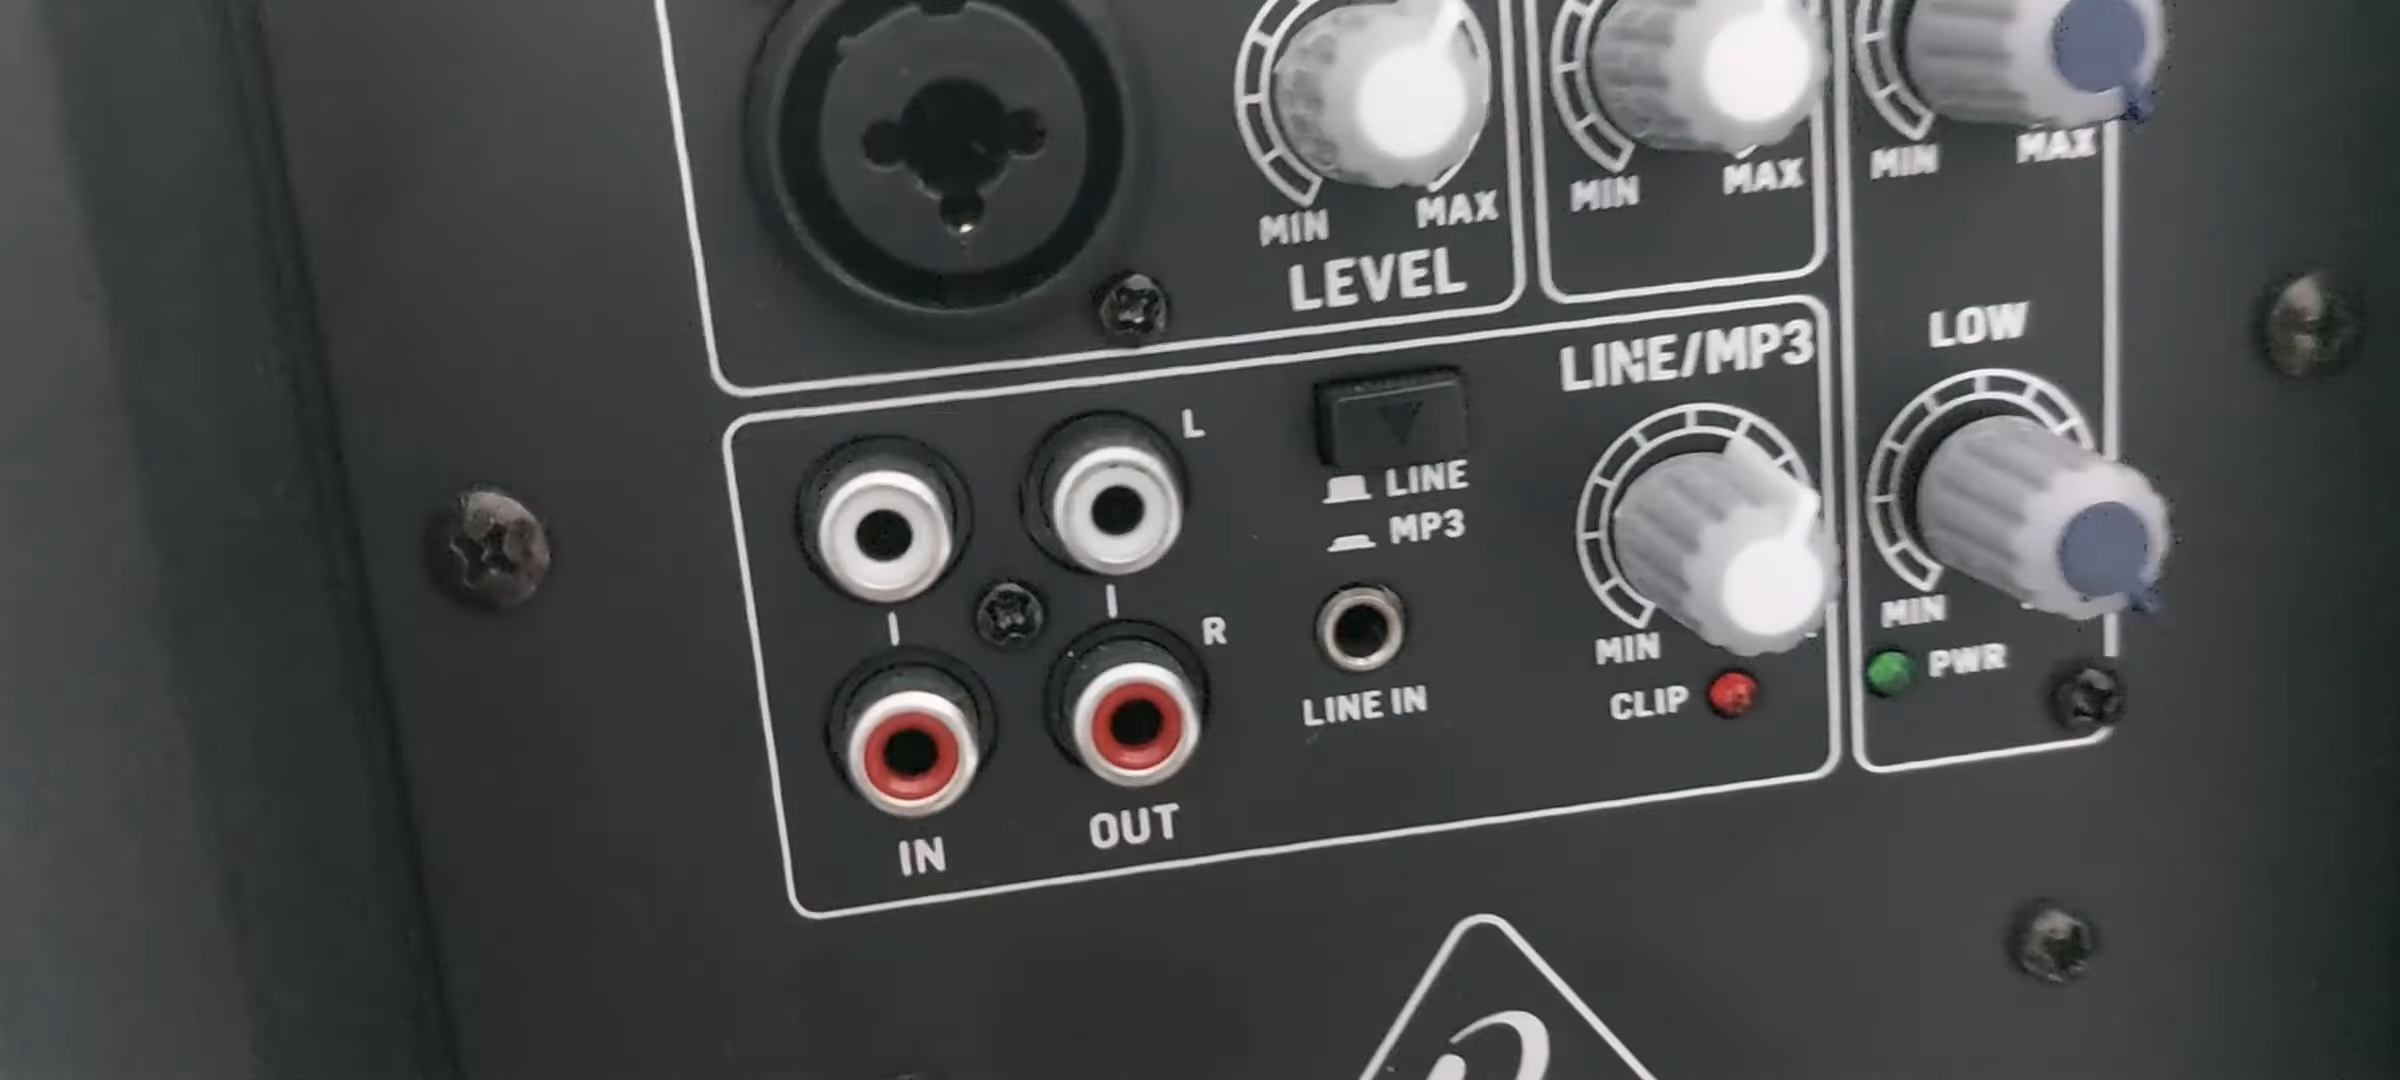 MIN MAX
LEVEL
MIN MAX
MIN MAX
L
R
IN
OUT
LINE
MP3
LINE IN
LINE/MP3
MIN
CLIP
LOW
MIN
PWR